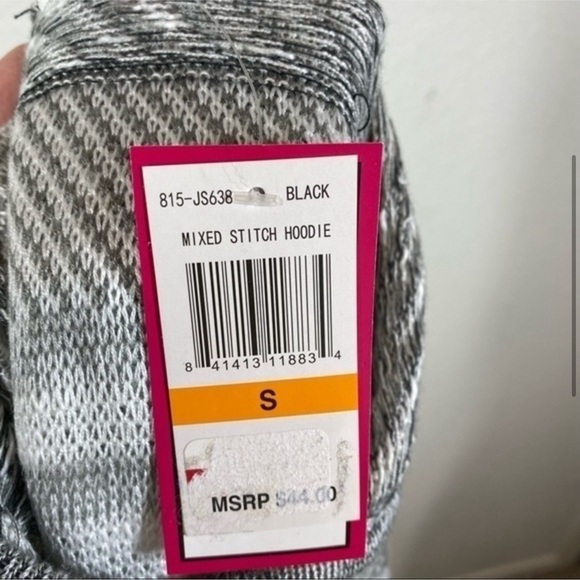 815-JS638 BLACK
MIXED STITCH HOODIE
8 41413 11883 4
S
MSRP $44.00